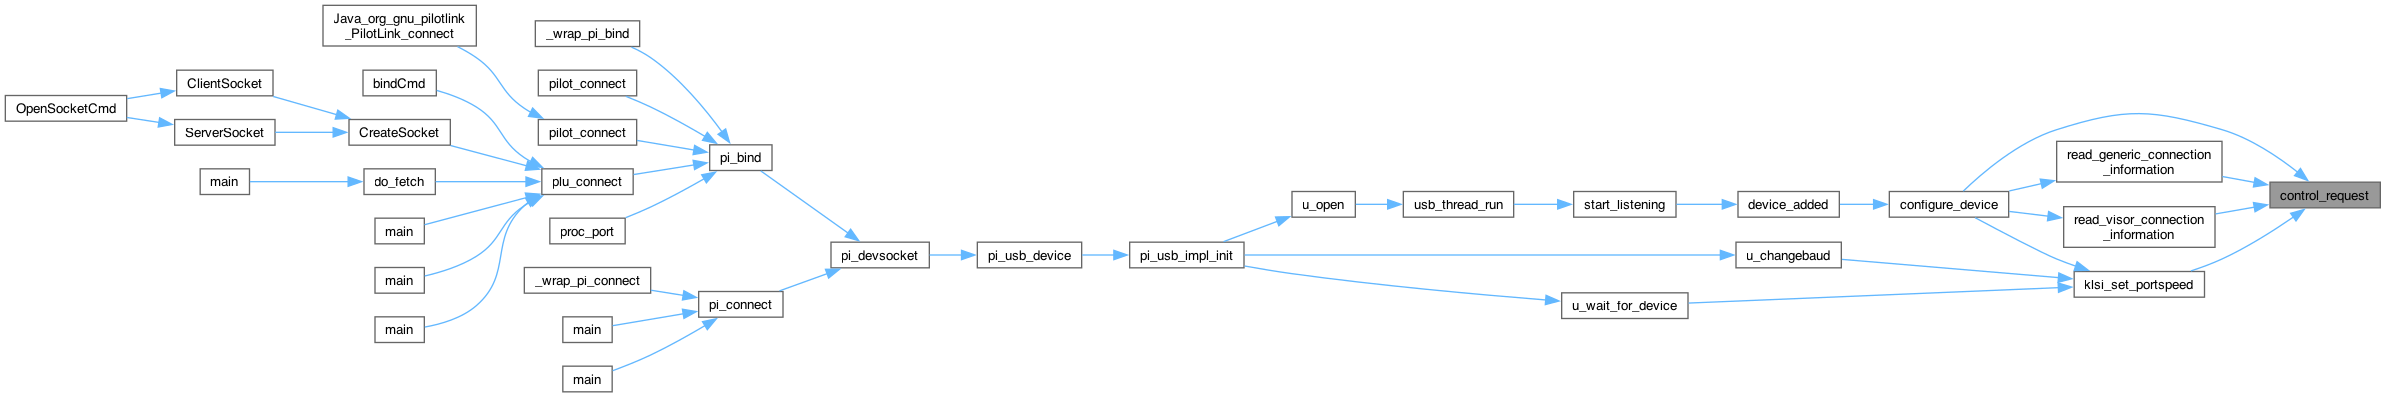 OpenSocketCmd
ClientSocket
ServerSocket
main
Java_org_gnu_pilotlink
_PilotLink_connect
bindCmd
CreateSocket
do_fetch
main
main
main
_wrap_pi_bind
pilot_connect
pilot_connect
plu_connect
proc_port
_wrap_pi_connect
main
main
pi_bind
pi_connect
pi_devsocket
pi_usb_device
pi_usb_impl_init
u_open
usb_thread_run
start_listening
device_added
u_changebaud
u_wait_for_device
configure_device
read_generic_connection
_information
read_visor_connection
_information
klsi_set_portspeed
control_request